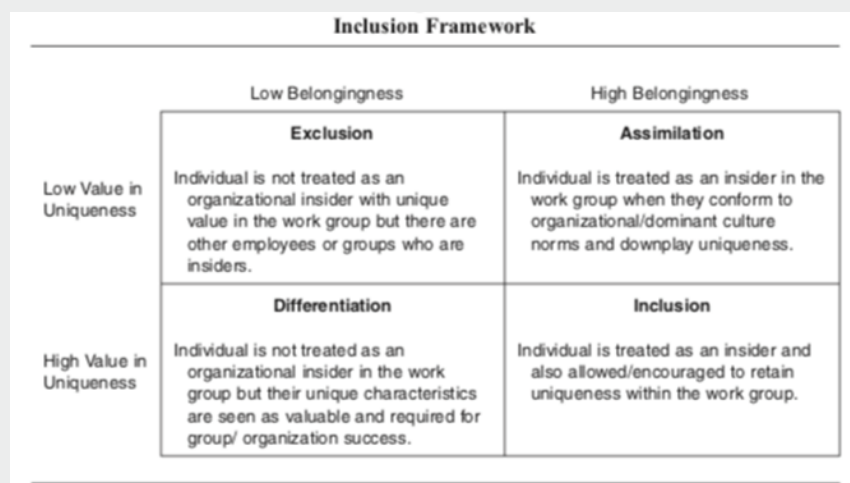 Inclusion Framework
Low Belongingness
High Belongingness
Low Value in
Uniqueness
Exclusion
Individual is not treated as an
organizational insider with unique
value in the work group but there are
other employees or groups who are
insiders.
Assimilation
Individual is treated as an insider in the
work group when they conform to
organizational/dominant culture
norms and downplay uniqueness.
High Value in
Uniqueness
Differentiation
Individual is not treated as an
organizational insider in the work
group but their unique characteristics
are seen as valuable and required for
group/ organization success.
Inclusion
Individual is treated as an insider and
also allowed/encouraged to retain
uniqueness within the work group.